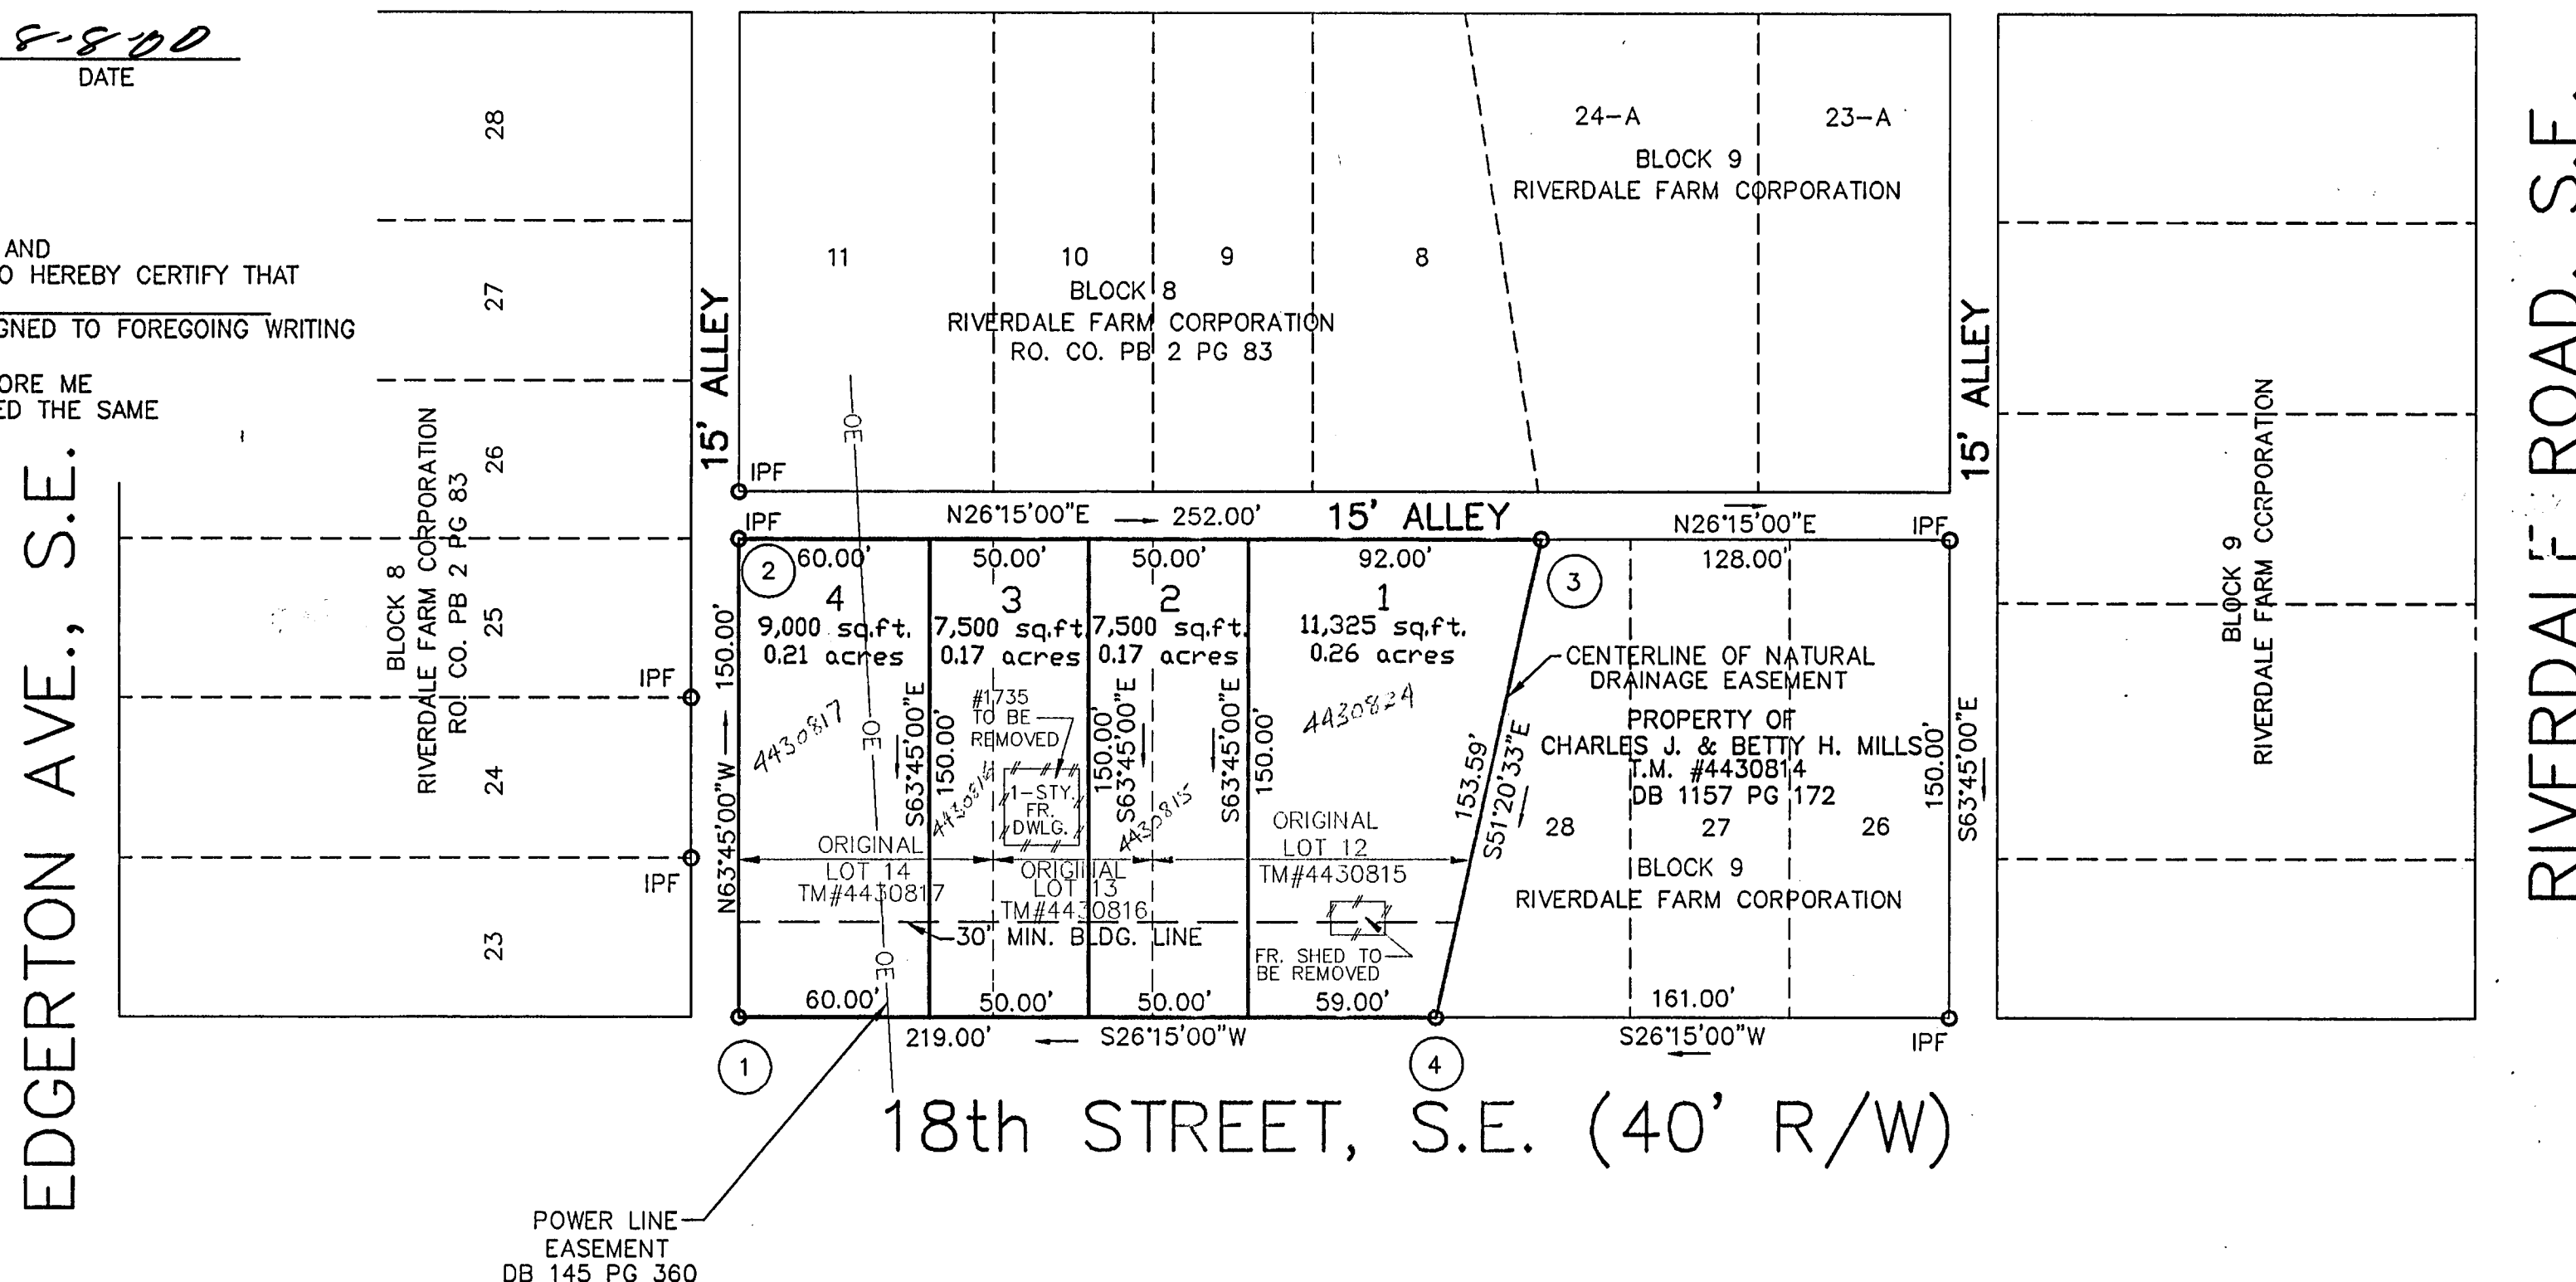 8-8-00
DATE
AND
O HEREBY CERTIFY THAT
GNED TO FOREGOING WRITING
ORE ME
ED THE SAME
EDGERTON AVE., S.E.
28
27
26
25
24
23
BLOCK 8
RIVERDALE FARM CORPORATION
RO. CO. PB 2 PG 83
IPF
IPF
15' ALLEY
11
10
9
8
BLOCK 8
RIVERDALE FARM CORPORATION
RO. CO. PB 2 PG 83
24-A
23-A
BLOCK 9
RIVERDALE FARM CORPORATION
15' ALLEY
IPF
IPF
N26°15'00"E
252.00'
15' ALLEY
N26°15'00"E
IPF
2
60.00'
50.00'
50.00'
92.00'
3
128.00'
4
9,000 sq.ft.
0.21 acres
3
7,500 sq.ft.
0.17 acres
2
7,500 sq.ft.
0.17 acres
1
11,325 sq.ft.
0.26 acres
N63°45'00"W
150.00'
4430817
OE
OE
OE
S63°45'00"E
150.00'
#1735
TO BE
REMOVED
1-STY.
FR.
DWLG.
4430816
150.00'
S63°45'00"E
4430815
S63°45'00"E
150.00'
4430824
153.59'
S51°20'33"E
CENTERLINE OF NATURAL
DRAINAGE EASEMENT
PROPERTY OF
CHARLES J. & BETTY H. MILLS
T.M. #4430814
DB 1157 PG 172
28
27
26
BLOCK 9
RIVERDALE FARM CORPORATION
150.00'
S63°45'00"E
ORIGINAL
LOT 14
TM#4430817
ORIGINAL
LOT 13
TM#4430816
ORIGINAL
LOT 12
TM#4430815
30' MIN. BLDG. LINE
FR. SHED TO
BE REMOVED
60.00'
50.00'
50.00'
59.00'
161.00'
219.00'
S26°15'00"W
S26°15'00"W
IPF
1
4
18th STREET, S.E. (40' R/W)
POWER LINE
EASEMENT
DB 145 PG 360
BLOCK 9
RIVERDALE FARM CORPORATION
RIVERDALE ROAD, S.E.